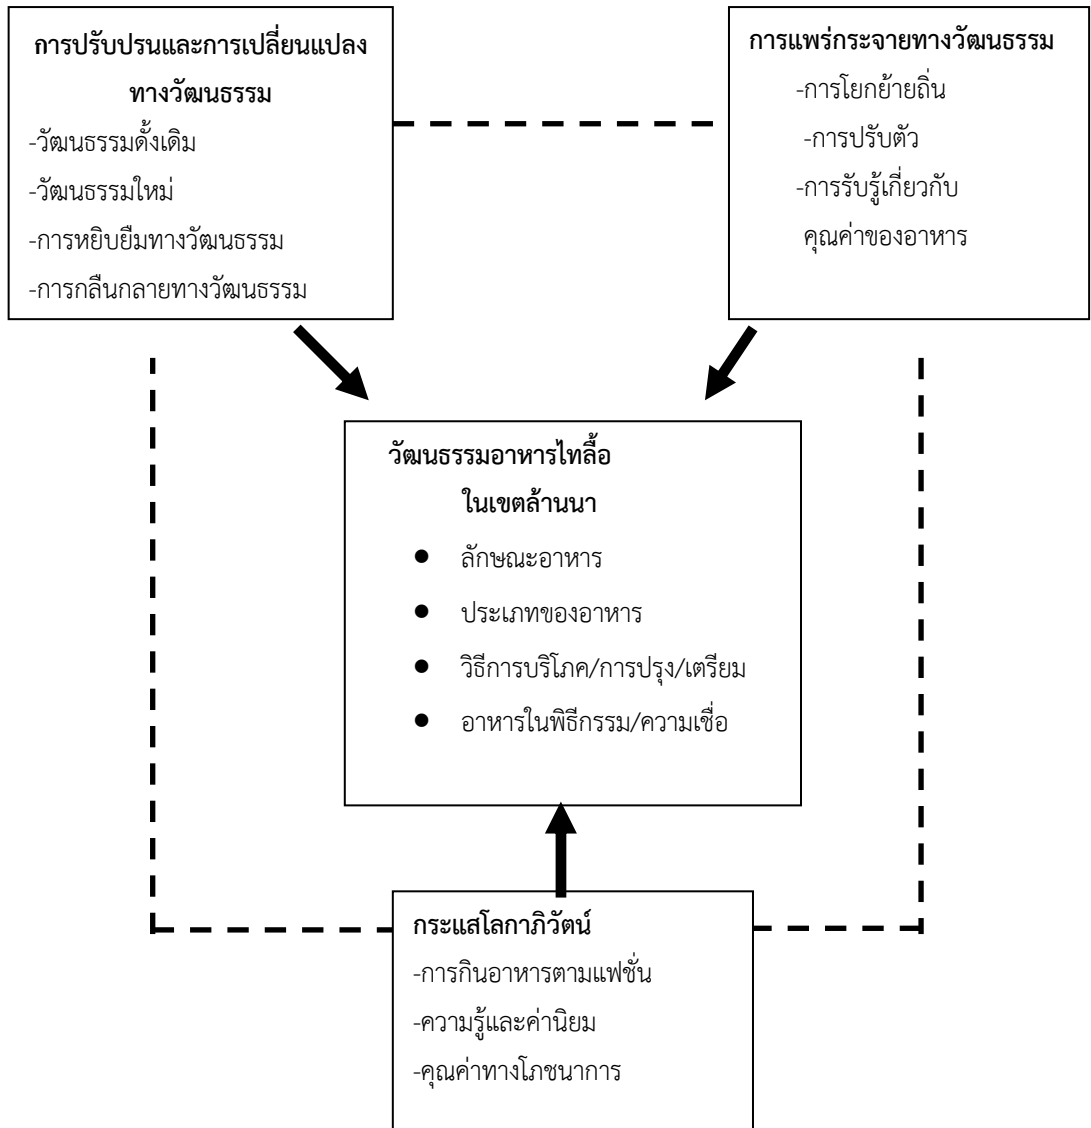 การปรับปรนและการเปลี่ยนแปลง
ทางวัฒนธรรม
-วัฒนธรรมดั้งเดิม
-วัฒนธรรมใหม่
-การหยิบยืมทางวัฒนธรรม
-การกลืนกลายทางวัฒนธรรม
การแพร่กระจายทางวัฒนธรรม
-การโยกย้ายถิ่น
-การปรับตัว
-การรับรู้เกี่ยวกับ
คุณค่าของอาหาร
วัฒนธรรมอาหารไทลื้อ
ในเขตล้านนา
● ลักษณะอาหาร
● ประเภทของอาหาร
● วิธีการบริโภค/การปรุง/เตรียม
● อาหารในพิธีกรรม/ความเชื่อ
กระแสโลกาภิวัตน์
-การกินอาหารตามแฟชั่น
-ความรู้และค่านิยม
-คุณค่าทางโภชนาการ